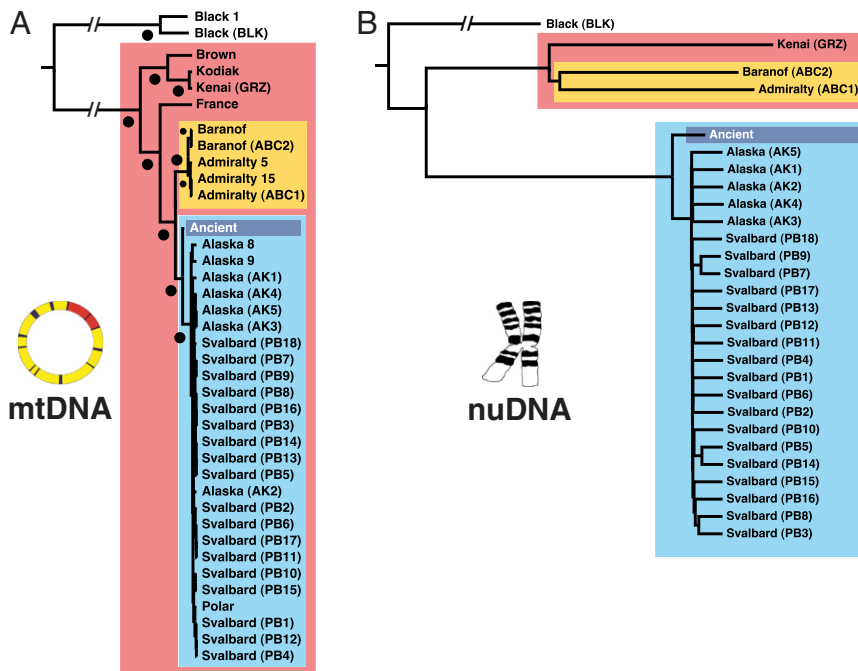 A
Black 1
Black (BLK)
Brown
Kodiak
Kenai (GRZ)
France
Baranof
Baranof (ABC2)
Admiralty 5
Admiralty 15
Admiralty (ABC1)
Ancient
Alaska 8
Alaska 9
Alaska (AK1)
Alaska (AK4)
Alaska (AK5)
Alaska (AK3)
Svalbard (PB18)
Svalbard (PB7)
Svalbard (PB9)
Svalbard (PB8)
Svalbard (PB16)
Svalbard (PB3)
Svalbard (PB14)
Svalbard (PB13)
Svalbard (PB5)
Alaska (AK2)
Svalbard (PB2)
Svalbard (PB6)
Svalbard (PB17)
Svalbard (PB11)
Svalbard (PB10)
Svalbard (PB15)
Polar
Svalbard (PB1)
Svalbard (PB12)
Svalbard (PB4)
mtDNA
B
Black (BLK)
Kenai (GRZ)
Baranof (ABC2)
Admiralty (ABC1)
Ancient
Alaska (AK5)
Alaska (AK1)
Alaska (AK2)
Alaska (AK4)
Alaska (AK3)
Svalbard (PB18)
Svalbard (PB9)
Svalbard (PB7)
Svalbard (PB17)
Svalbard (PB13)
Svalbard (PB12)
Svalbard (PB11)
Svalbard (PB4)
Svalbard (PB1)
Svalbard (PB6)
Svalbard (PB2)
Svalbard (PB10)
Svalbard (PB5)
Svalbard (PB14)
Svalbard (PB15)
Svalbard (PB16)
Svalbard (PB8)
Svalbard (PB3)
nuDNA